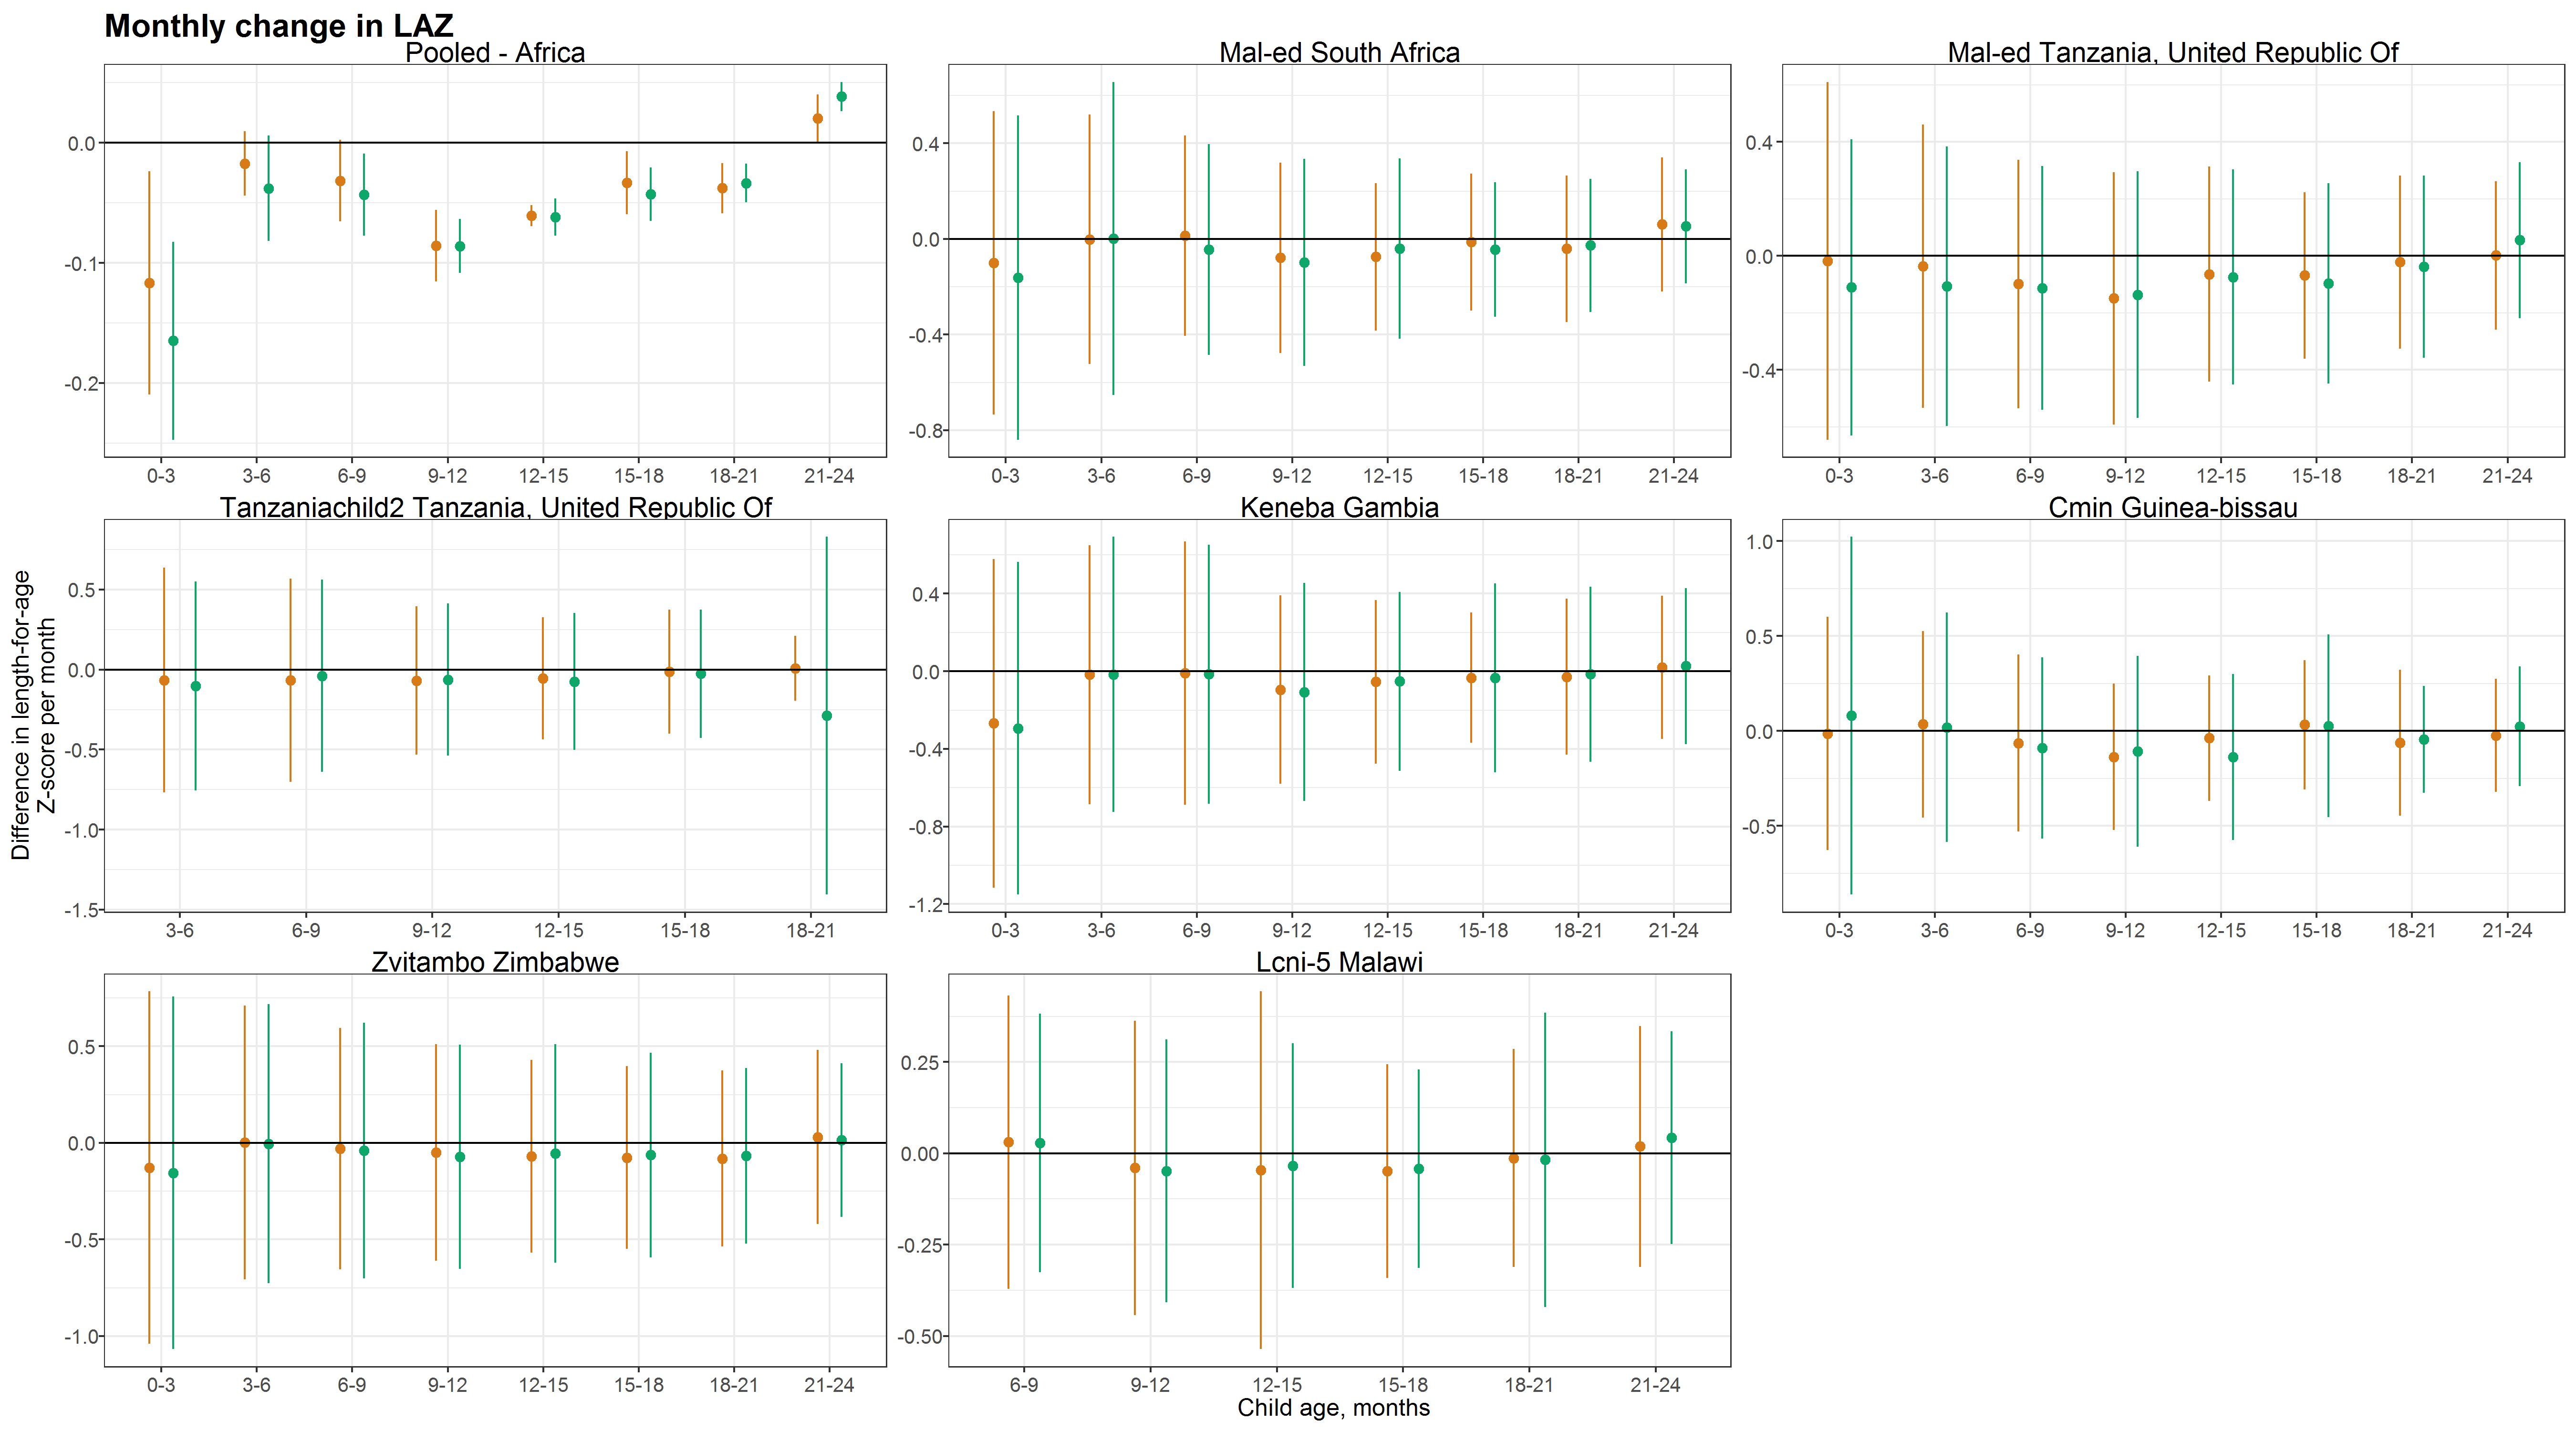 Monthly change in LAZ
Pooled - Africa
Mal-ed South Africa
Mal-ed Tanzania, United Republic Of
0.0
-0.1
-0.2
0-3 3-6 6-9 9-12 12-15 15-18 18-21 21-24
0.4
0.0
-0.4
-0.8
0-3 3-6 6-9 9-12 12-15 15-18 18-21 21-24
0.4
0.0
-0.4
0-3 3-6 6-9 9-12 12-15 15-18 18-21 21-24
Difference in length-for-age
Z-score per month
Tanzaniachild2 Tanzania, United Republic Of
Keneba Gambia
Cmin Guinea-bissau
0.5
0.0
-0.5
-1.0
-1.5
3-6 6-9 9-12 12-15 15-18 18-21
0.4
0.0
-0.4
-0.8
-1.2
0-3 3-6 6-9 9-12 12-15 15-18 18-21 21-24
1.0
0.5
0.0
-0.5
0-3 3-6 6-9 9-12 12-15 15-18 18-21 21-24
Zvitambo Zimbabwe
Lcni-5 Malawi
0.5
0.0
-0.5
-1.0
0-3 3-6 6-9 9-12 12-15 15-18 18-21 21-24
0.25
0.00
-0.25
-0.50
6-9 9-12 12-15 15-18 18-21 21-24
Child age, months